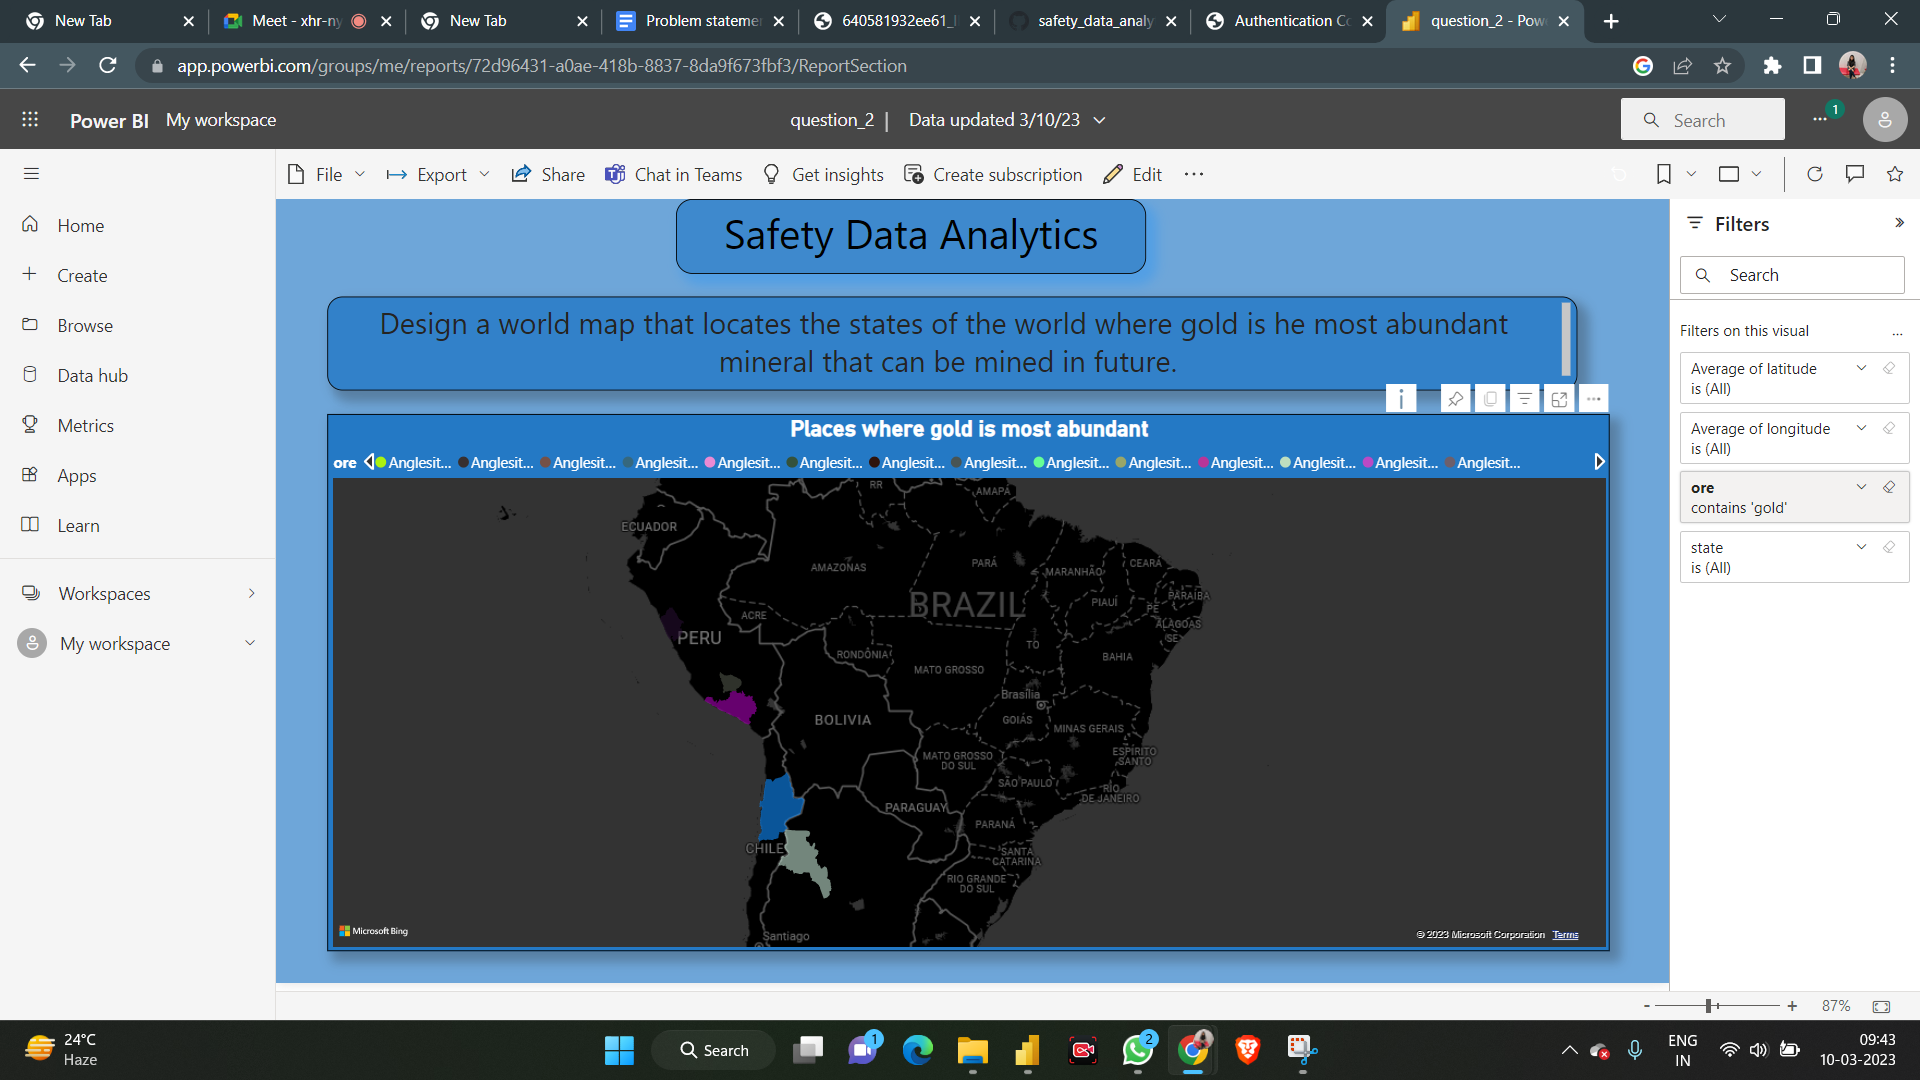 New Tab
Meet - xhr-ny
New Tab
Problem stateme
640581932ee61_
safety_data_analy
Authentication Co
question_2 - Pow
app.powerbi.com/groups/me/reports/72d96431-a0ae-418b-8837-8da9f673fbf3/ReportSection
Power BI My workspace
question_2 | Data updated 3/10/23
Search
1
File
Export
Share
Chat in Teams
Get insights
Create subscription
Edit
Home
Create
Browse
Data hub
Metrics
Apps
Learn
Workspaces
My workspace
Safety Data Analytics
Design a world map that locates the states of the world where gold is he most abundant
mineral that can be mined in future.
Places where gold is most abundant
ore Anglesit... Anglesit... Anglesit... Anglesit... Anglesit... Anglesit... Anglesit... Anglesit... Anglesit... Anglesit... Anglesit... Anglesit... Anglesit... Anglesit...
RR
AMAPÁ
ECUADOR
AMAZONAS
PARÁ
MARANHÃO
CEARÁ
BRAZIL
PIAUÍ
PE
PARAÍBA
ACRE
ALAGOAS
SE
PERU
TO
RONDÔNIA
BAHIA
MATO GROSSO
Brasília
BOLIVIA
GOIÁS
MINAS GERAIS
MATO GROSSO
DO SUL
ESPÍRITO
SANTO
SÃO PAULO
RIO
DE JANEIRO
PARAGUAY
PARANÁ
CHILE
SANTA
CATARINA
RIO GRANDE
DO SUL
Santiago
Microsoft Bing
© 2023 Microsoft Corporation Terms
Filters
Search
Filters on this visual
Average of latitude
is (All)
Average of longitude
is (All)
ore
contains 'gold'
state
is (All)
- + 87%
24°C
Haze
Search
1
2
ENG
IN
09:43
10-03-2023